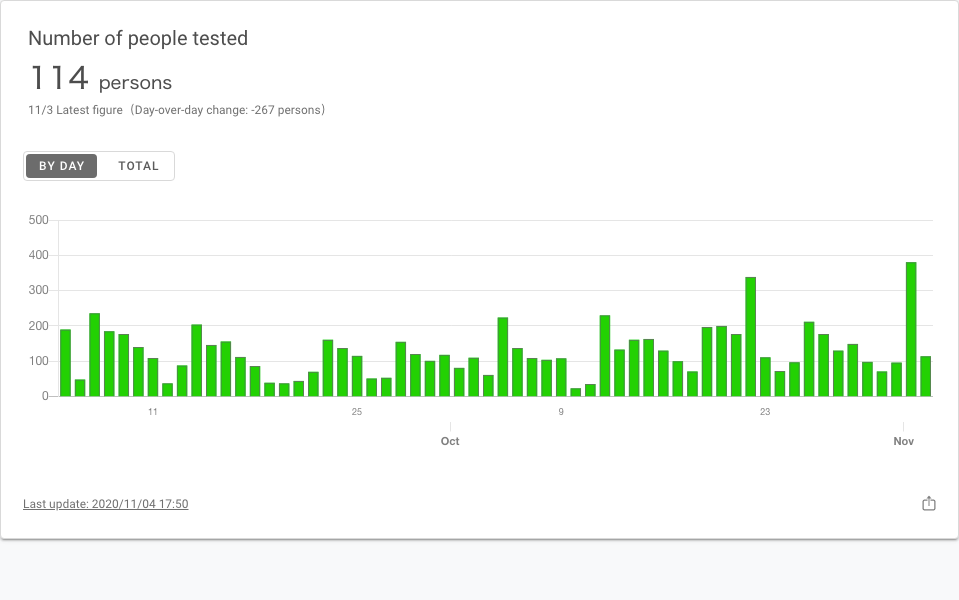 Number of people tested
114 persons
11/3 Latest figure（Day-over-day change: -267 persons）
BY DAY TOTAL
500
400
300
200
100
0
11 25 9 23
Oct Nov
Last update: 2020/11/04 17:50